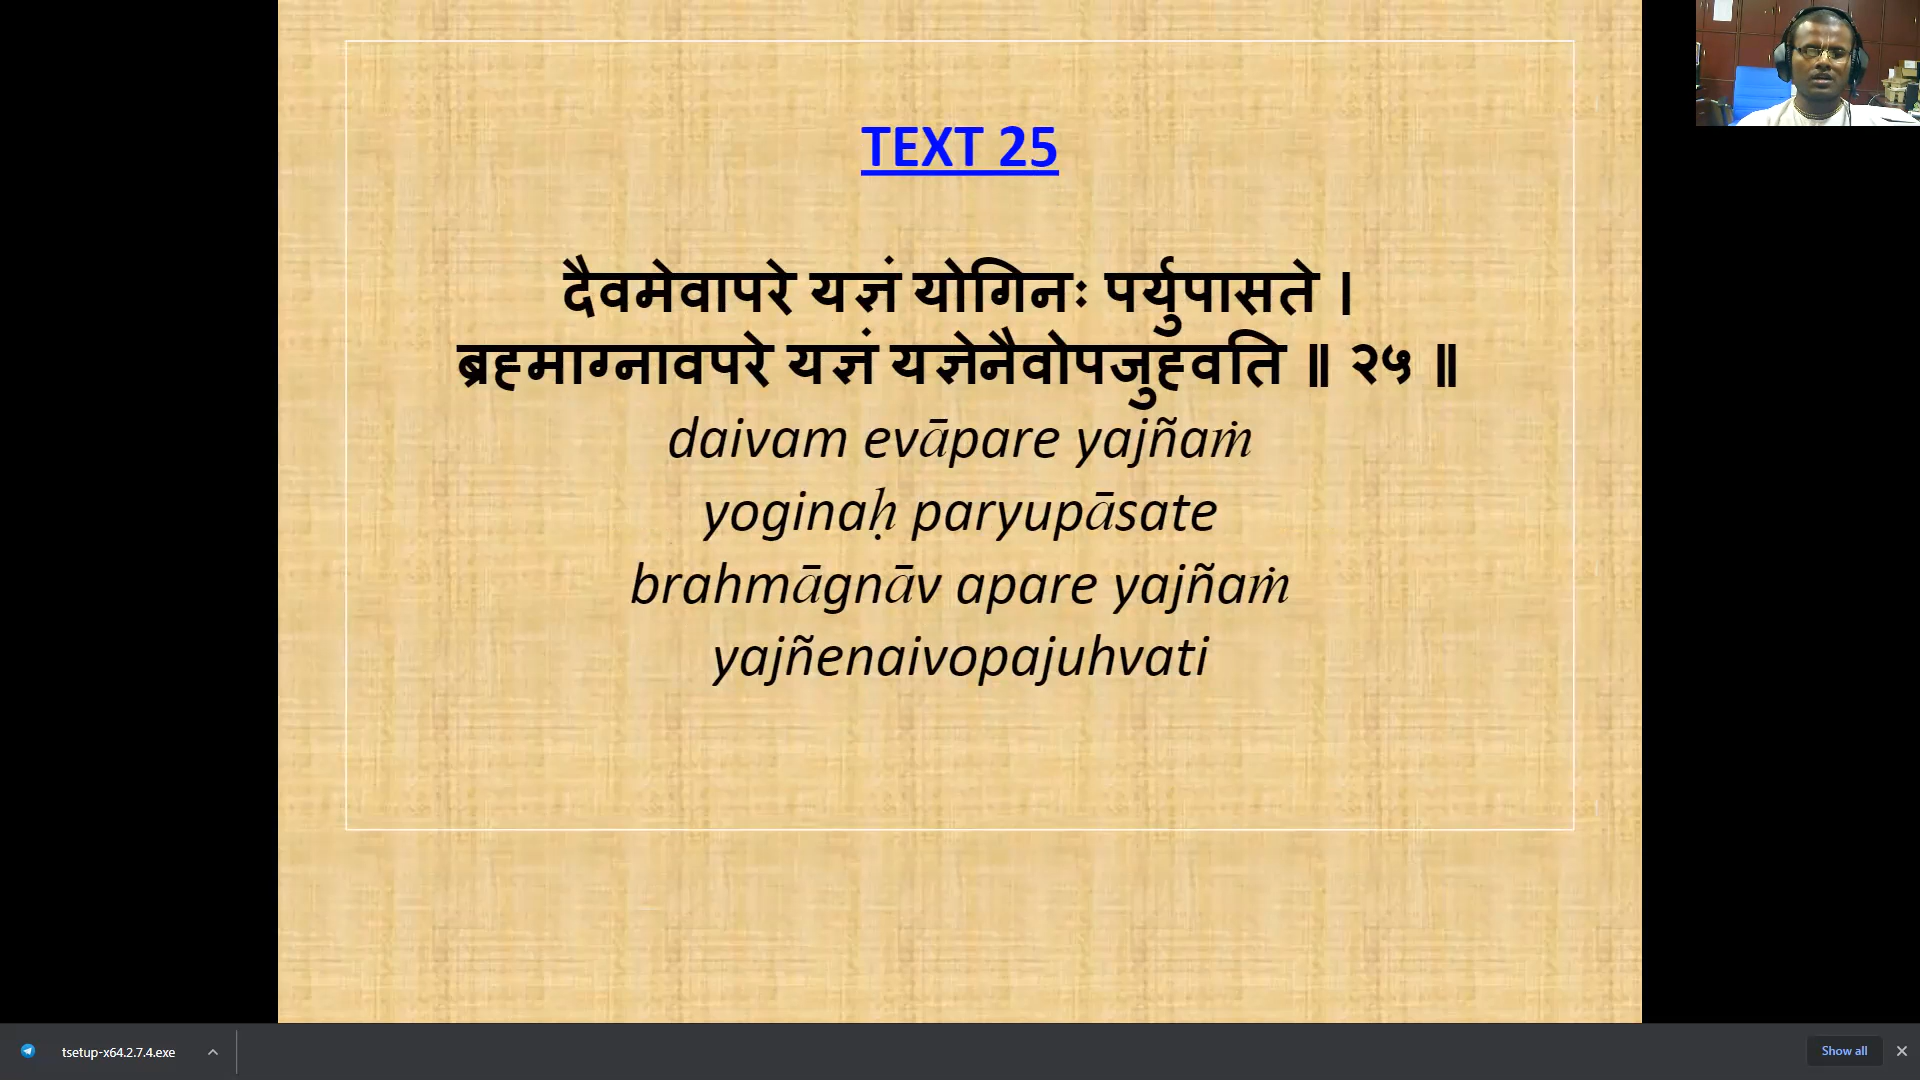 TEXT 25
दैवमेवापरे यज्ञं योगिनः पर्युपासते ।
ब्रह्माग्नावपरे यज्ञं यज्ञेनैवोपजुह्वति ॥ २५ ॥
daivam evāpare yajñaṁ
yoginaḥ paryupāsate
brahmāgnāv apare yajñaṁ
yajñenaivopajuhvati
tsetup-x64.2.7.4.exe
Show all